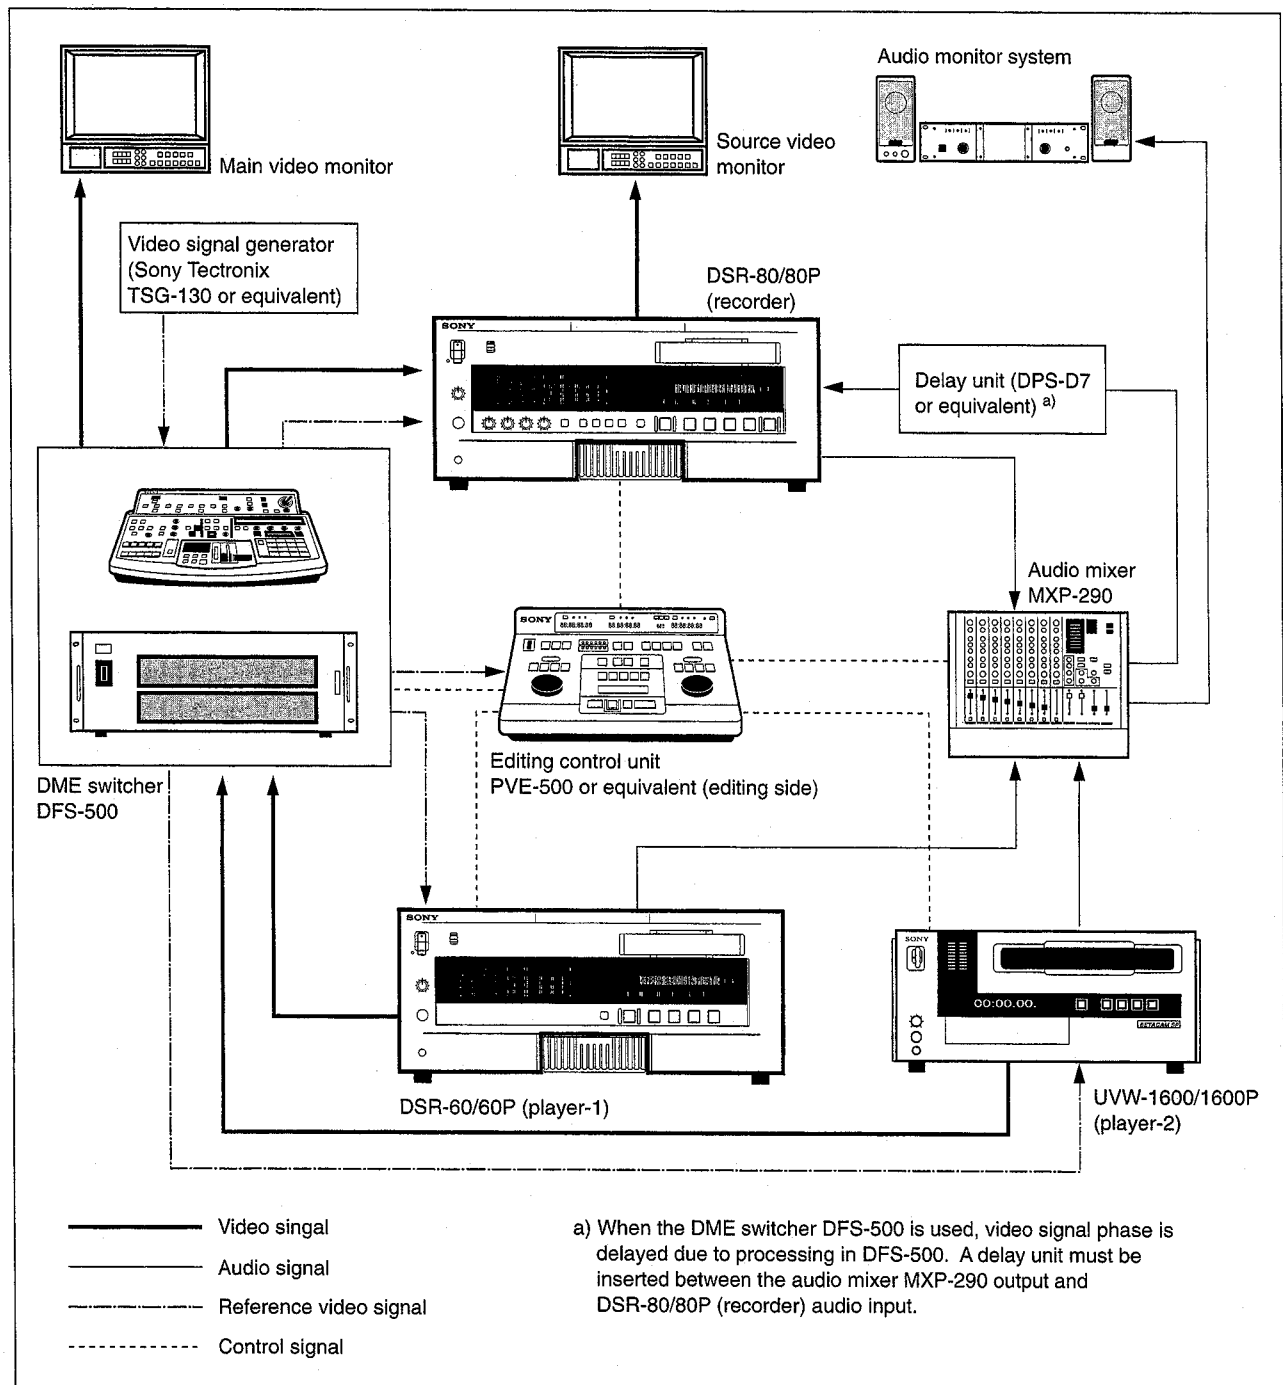 Audio monitor system
Main video monitor
Source video
monitor
Video signal generator
(Sony Tectronix
TSG-130 or equivalent)
DSR-80/80P
(recorder)
SONY
Delay unit (DPS-D7
or equivalent) a)
Audio mixer
MXP-290
SONY
Editing control unit
PVE-500 or equivalent (editing side)
DME switcher
DFS-500
SONY
SONY
00:00.00.
BETACAM SP
DSR-60/60P (player-1)
UVW-1600/1600P
(player-2)
Video singal
Audio signal
Reference video signal
Control signal
a) When the DME switcher DFS-500 is used, video signal phase is
delayed due to processing in DFS-500. A delay unit must be
inserted between the audio mixer MXP-290 output and
DSR-80/80P (recorder) audio input.